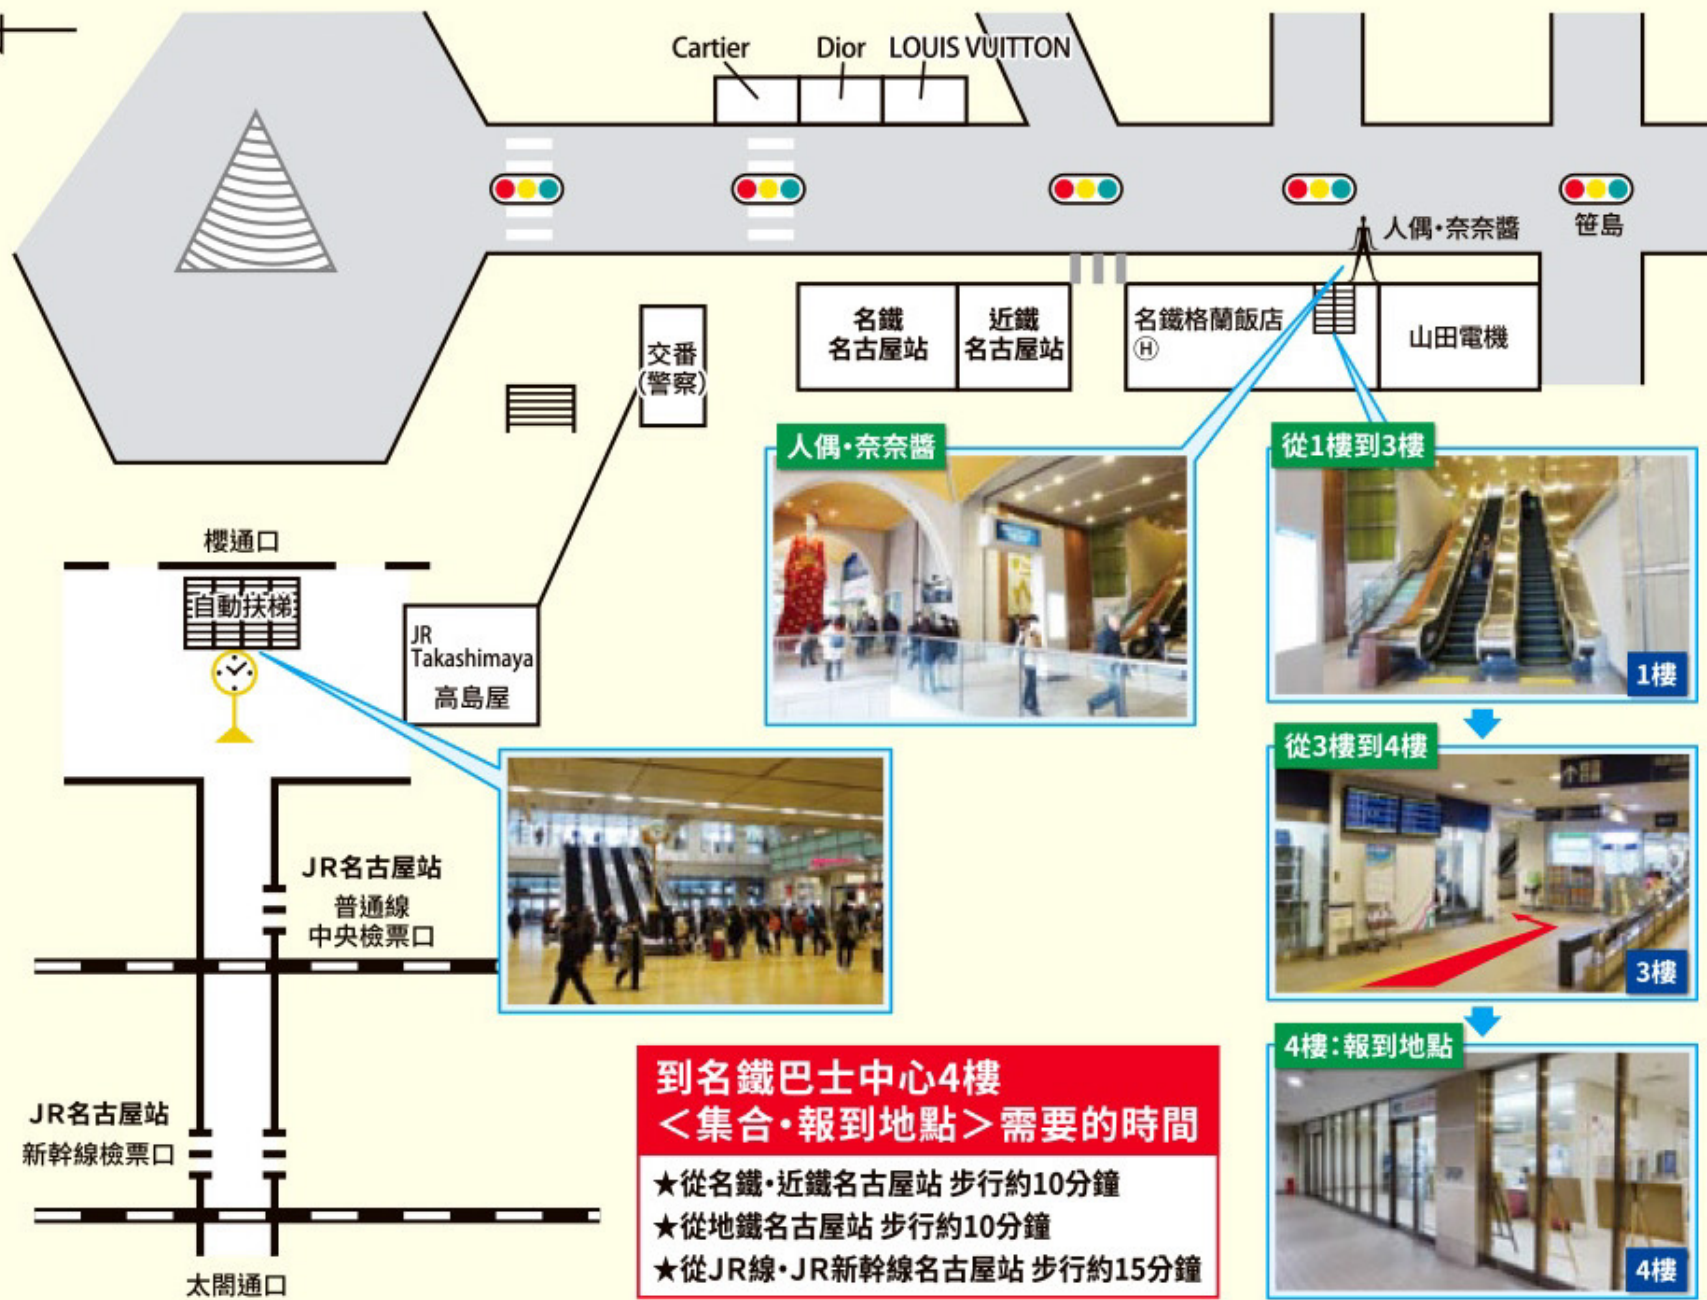 Cartier
Dior
LOUIS VUITTON
人偶・奈奈醬
笹島
名鐵
名古屋站
近鐵
名古屋站
名鐵格蘭飯店
Ⓗ
山田電機
交番
(警察)
人偶・奈奈醬
從1樓到3樓
1樓
櫻通口
自動扶梯
JR
Takashimaya
高島屋
從3樓到4樓
3樓
JR名古屋站
普通線
中央檢票口
4樓：報到地點
4樓
JR名古屋站
新幹線檢票口
太閤通口
到名鐵巴士中心4樓
＜集合・報到地點＞需要的時間
★從名鐵・近鐵名古屋站 步行約10分鐘
★從地鐵名古屋站 步行約10分鐘
★從JR線・JR新幹線名古屋站 步行約15分鐘